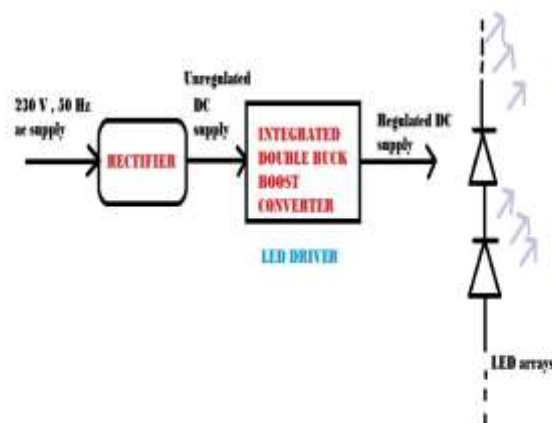 230 V , 50 Hz
ac supply
RECTIFIER
Unregulated
DC
supply
INTEGRATED
DOUBLE BUCK
BOOST
CONVERTER
LED DRIVER
Regulated DC
supply
LED arrays